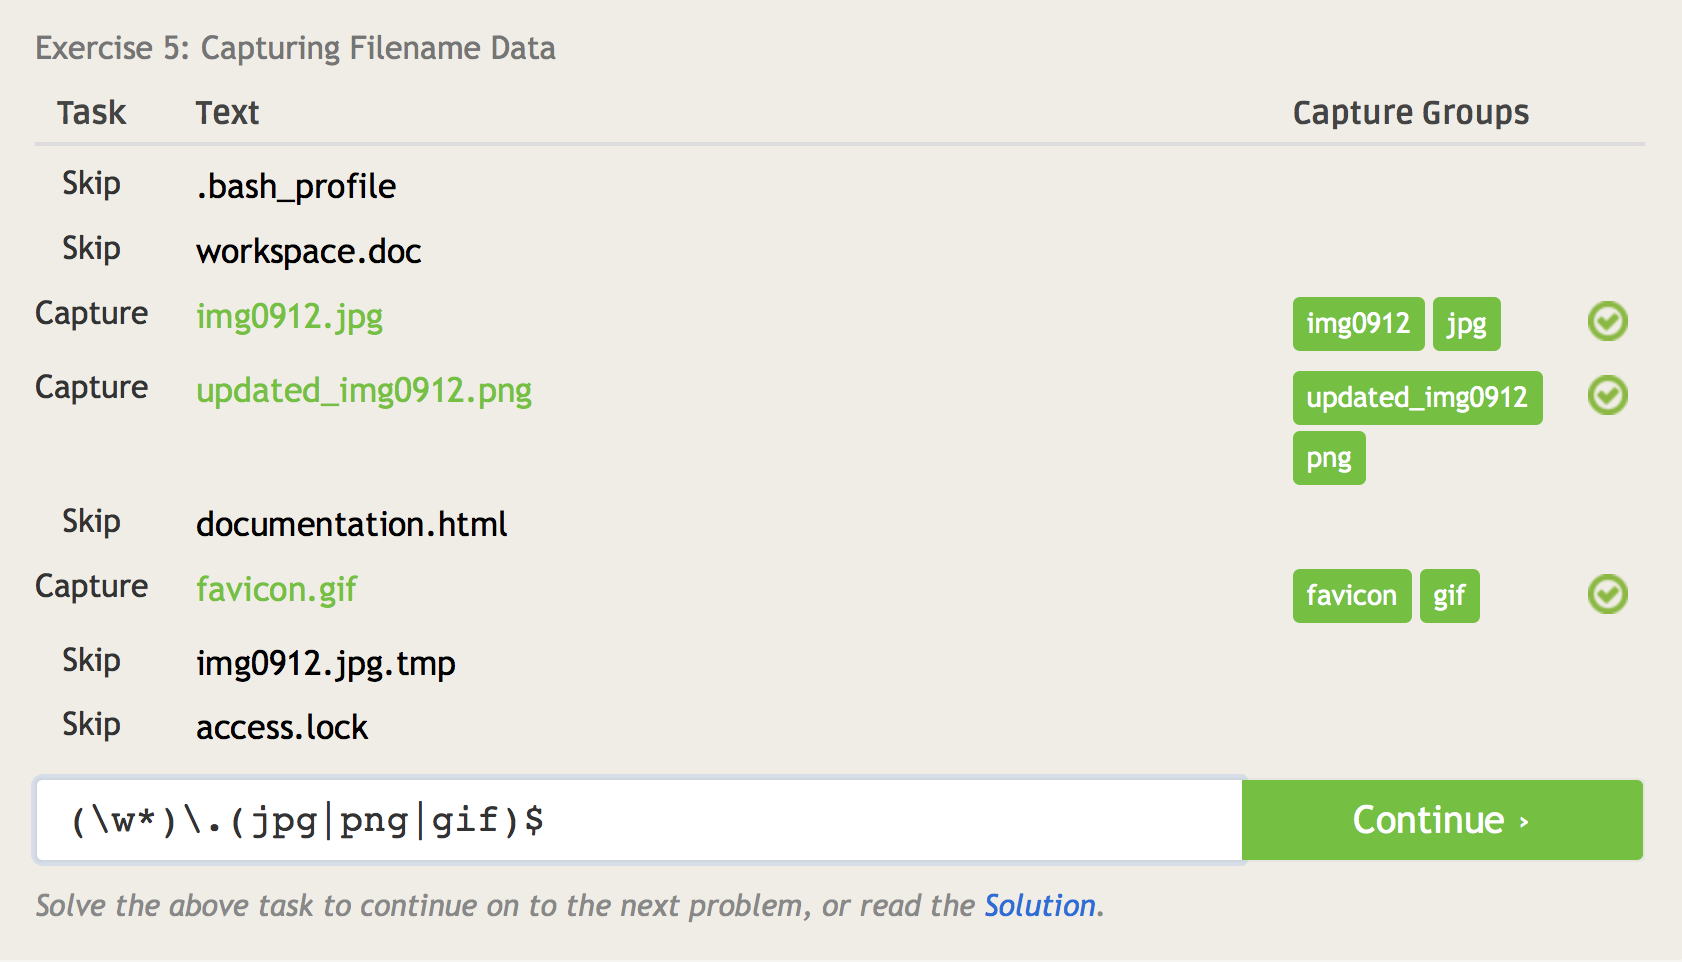 Exercise 5: Capturing Filename Data
Task Text Capture Groups
Skip .bash_profile
Skip workspace.doc
Capture img0912.jpg img0912 jpg
Capture updated_img0912.png updated_img0912
png
Skip documentation.html
Capture favicon.gif favicon gif
Skip img0912.jpg.tmp
Skip access.lock
(\w*)\.(jpg|png|gif)$ Continue ›
Solve the above task to continue on to the next problem, or read the Solution.